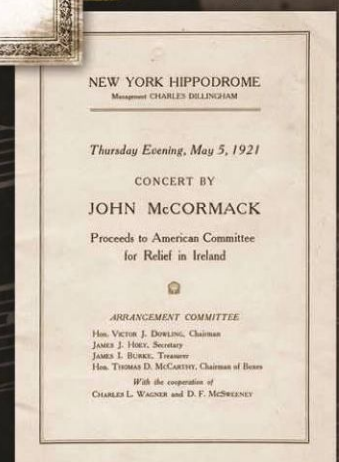 NEW YORK HIPPODROME
Management CHARLES DILLINGHAM
Thursday Evening, May 5, 1921
CONCERT BY
JOHN McCORMACK
Proceeds to American Committee
for Relief in Ireland
ARRANGEMENT COMMITTEE
Hon. VICTOR J. DOWLING, Chairman
JAMES J. HOEY, Secretary
JAMES I. BURKE, Treasurer
Hon. THOMAS D. McCARTHY, Chairman of Boxes
With the cooperation of
CHARLES L. WAGNER and D. F. McSWEENEY